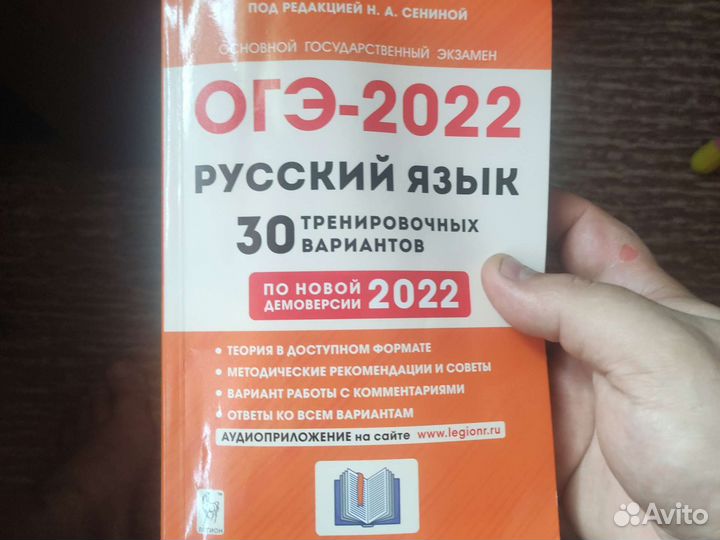 ПОД РЕДАКЦИЕЙ Н. А. СЕНИНОЙ
ОСНОВНОЙ ГОСУДАРСТВЕННЫЙ ЭКЗАМЕН
ОГЭ-2022
РУССКИЙ ЯЗЫК
30 ТРЕНИРОВОЧНЫХ
ВАРИАНТОВ
ПО НОВОЙ
ДЕМОВЕРСИИ 2022
• ТЕОРИЯ В ДОСТУПНОМ ФОРМАТЕ
• МЕТОДИЧЕСКИЕ РЕКОМЕНДАЦИИ И СОВЕТЫ
• ВАРИАНТ РАБОТЫ С КОММЕНТАРИЯМИ
• ОТВЕТЫ КО ВСЕМ ВАРИАНТАМ
АУДИОПРИЛОЖЕНИЕ на сайте www.legionr.ru
ЛЕГИОН
Avito